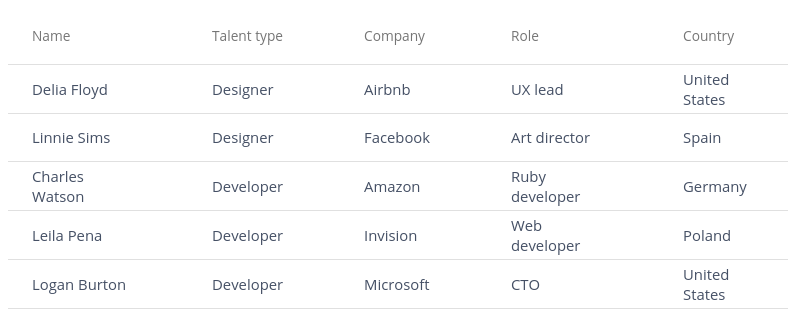 Name Talent type Company Role Country
Delia Floyd Designer Airbnb UX lead United
States
Linnie Sims Designer Facebook Art director Spain
Charles Developer Amazon Ruby Germany
Watson developer
Leila Pena Developer Invision Web Poland
developer
Logan Burton Developer Microsoft CTO United
States